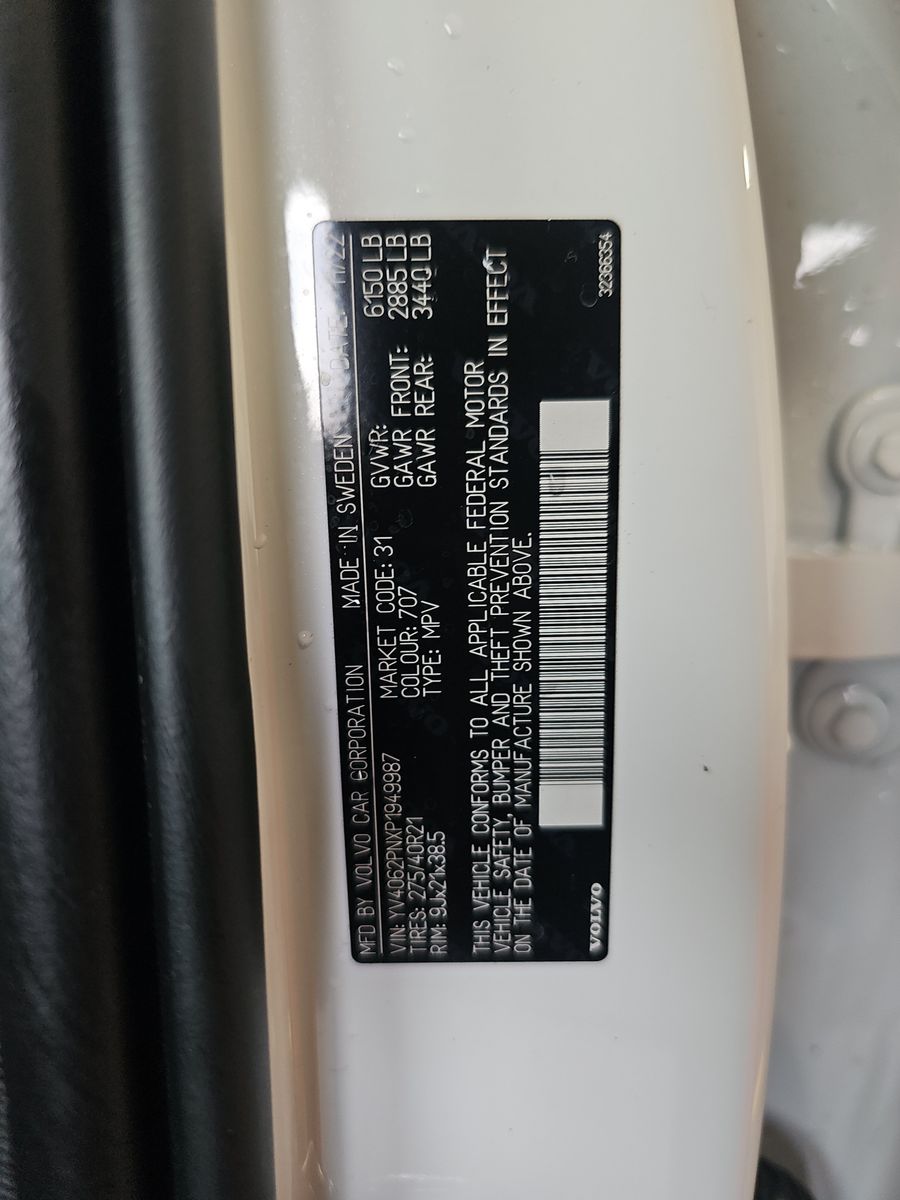 MFD BY VOLVO CAR CORPORATION MADE IN SWEDEN DATE: 11/22
VIN: YV4062PNXP1949987 MARKET CODE: 31 GVWR: 6150 LB
TIRES: 275/40R21 COLOUR: 707 GAWR FRONT: 2885 LB
RIM: 9Jx21x38.5 TYPE: MPV GAWR REAR: 3440 LB
THIS VEHICLE CONFORMS TO ALL APPLICABLE FEDERAL MOTOR
VEHICLE SAFETY, BUMPER AND THEFT PREVENTION STANDARDS IN EFFECT
ON THE DATE OF MANUFACTURE SHOWN ABOVE.
VOLVO 32366354